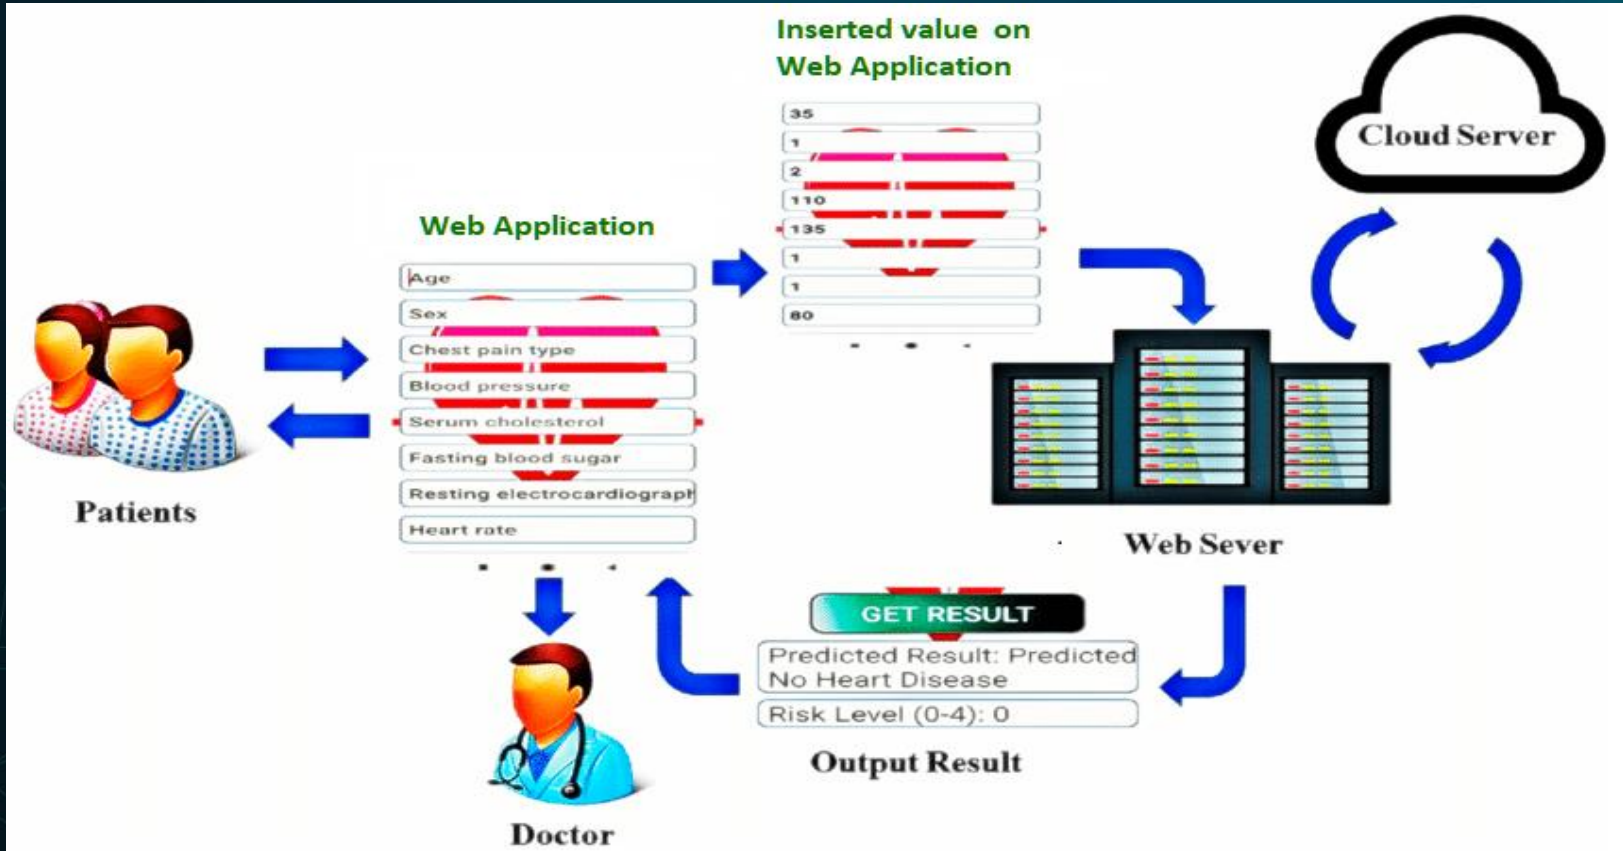 Inserted value on
Web Application
35
1
2
110
135
1
1
80
Cloud Server
Web Application
Age
Sex
Chest pain type
Blood pressure
Serum cholesterol
Fasting blood sugar
Resting electrocardiograph
Heart rate
Patients
Web Sever
GET RESULT
Predicted Result: Predicted
No Heart Disease
Risk Level (0-4): 0
Output Result
Doctor